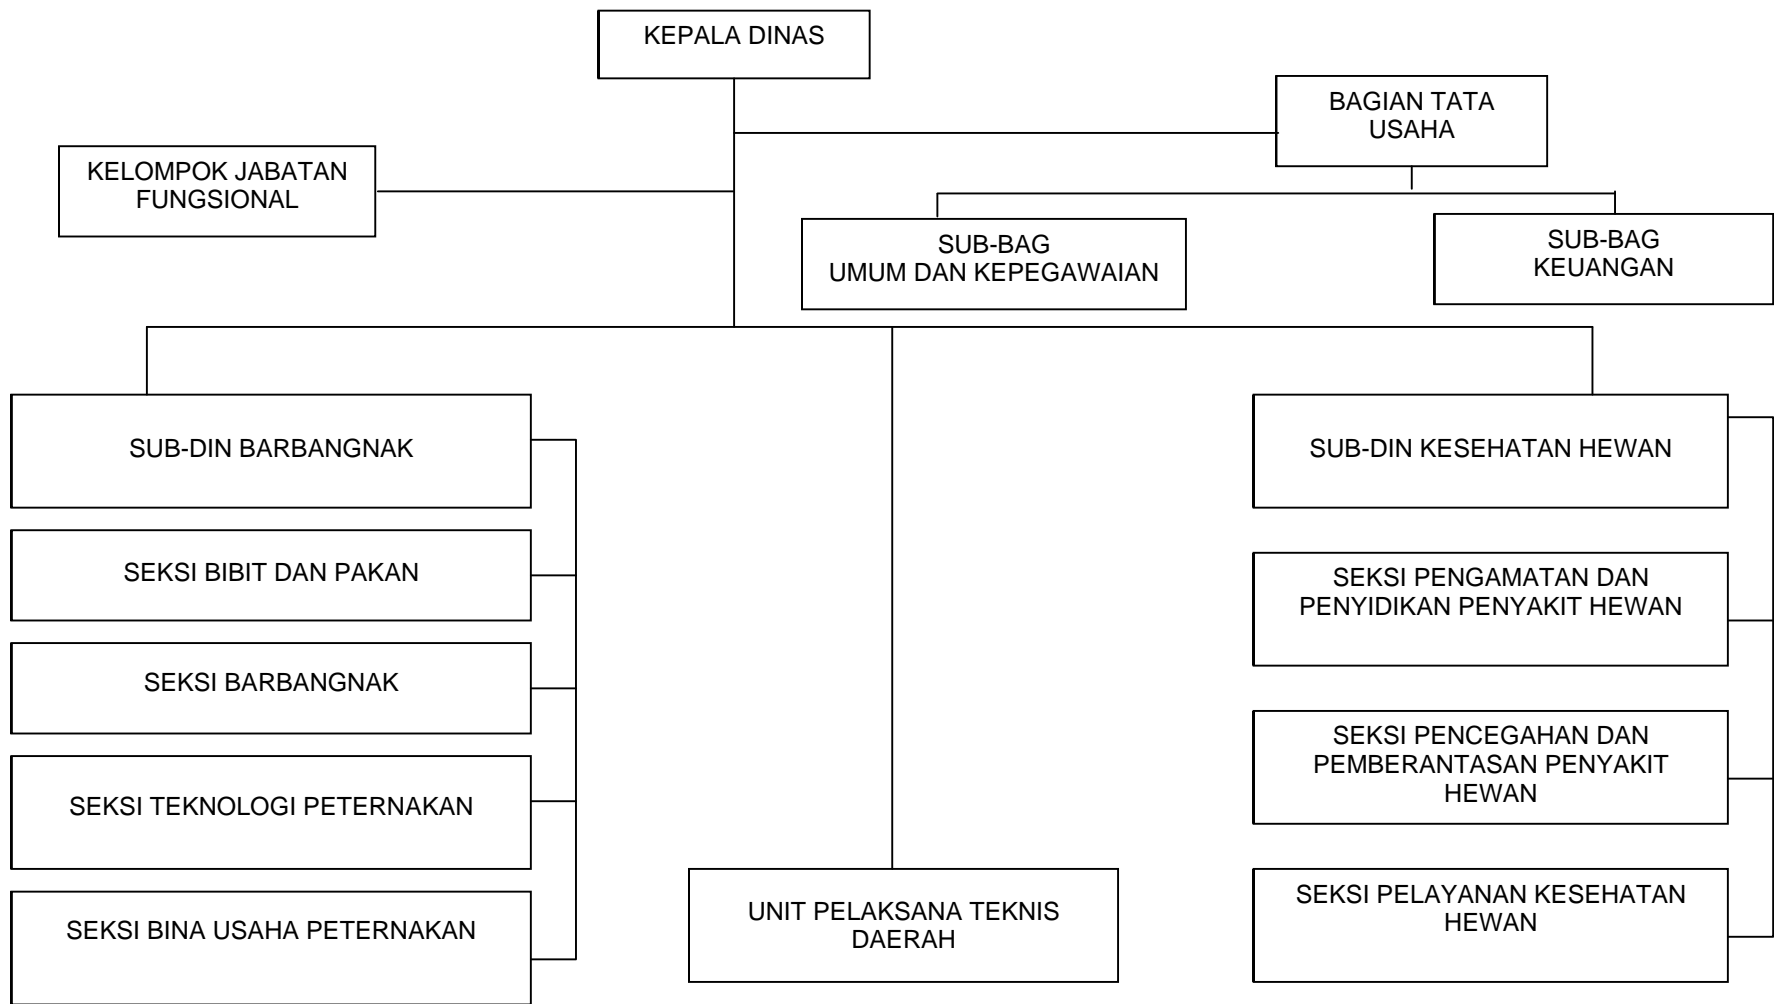 KEPALA DINAS
BAGIAN TATA
USAHA
KELOMPOK JABATAN
FUNGSIONAL
SUB-BAG
UMUM DAN KEPEGAWAIAN
SUB-BAG
KEUANGAN
SUB-DIN BARBANGNAK
SEKSI BIBIT DAN PAKAN
SEKSI BARBANGNAK
SEKSI TEKNOLOGI PETERNAKAN
SEKSI BINA USAHA PETERNAKAN
UNIT PELAKSANA TEKNIS
DAERAH
SUB-DIN KESEHATAN HEWAN
SEKSI PENGAMATAN DAN
PENYIDIKAN PENYAKIT HEWAN
SEKSI PENCEGAHAN DAN
PEMBERANTASAN PENYAKIT
HEWAN
SEKSI PELAYANAN KESEHATAN
HEWAN